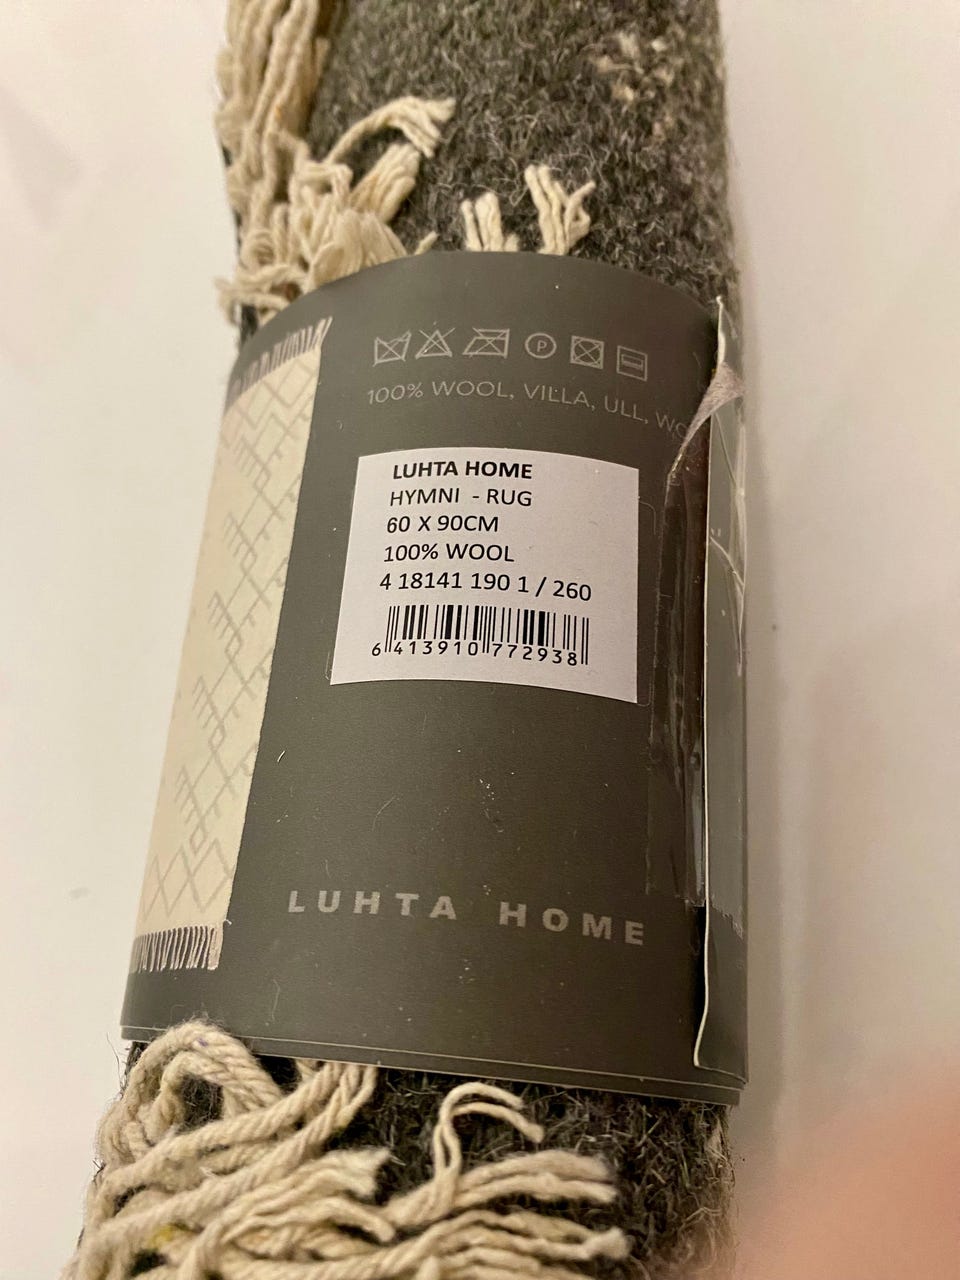 P
100% WOOL, VILLA, ULL,
LUHTA HOME
HYMNI - RUG
60 X 90CM
100% WOOL
4 18141 190 1 / 260
6 413910 772938
LUHTA HOME